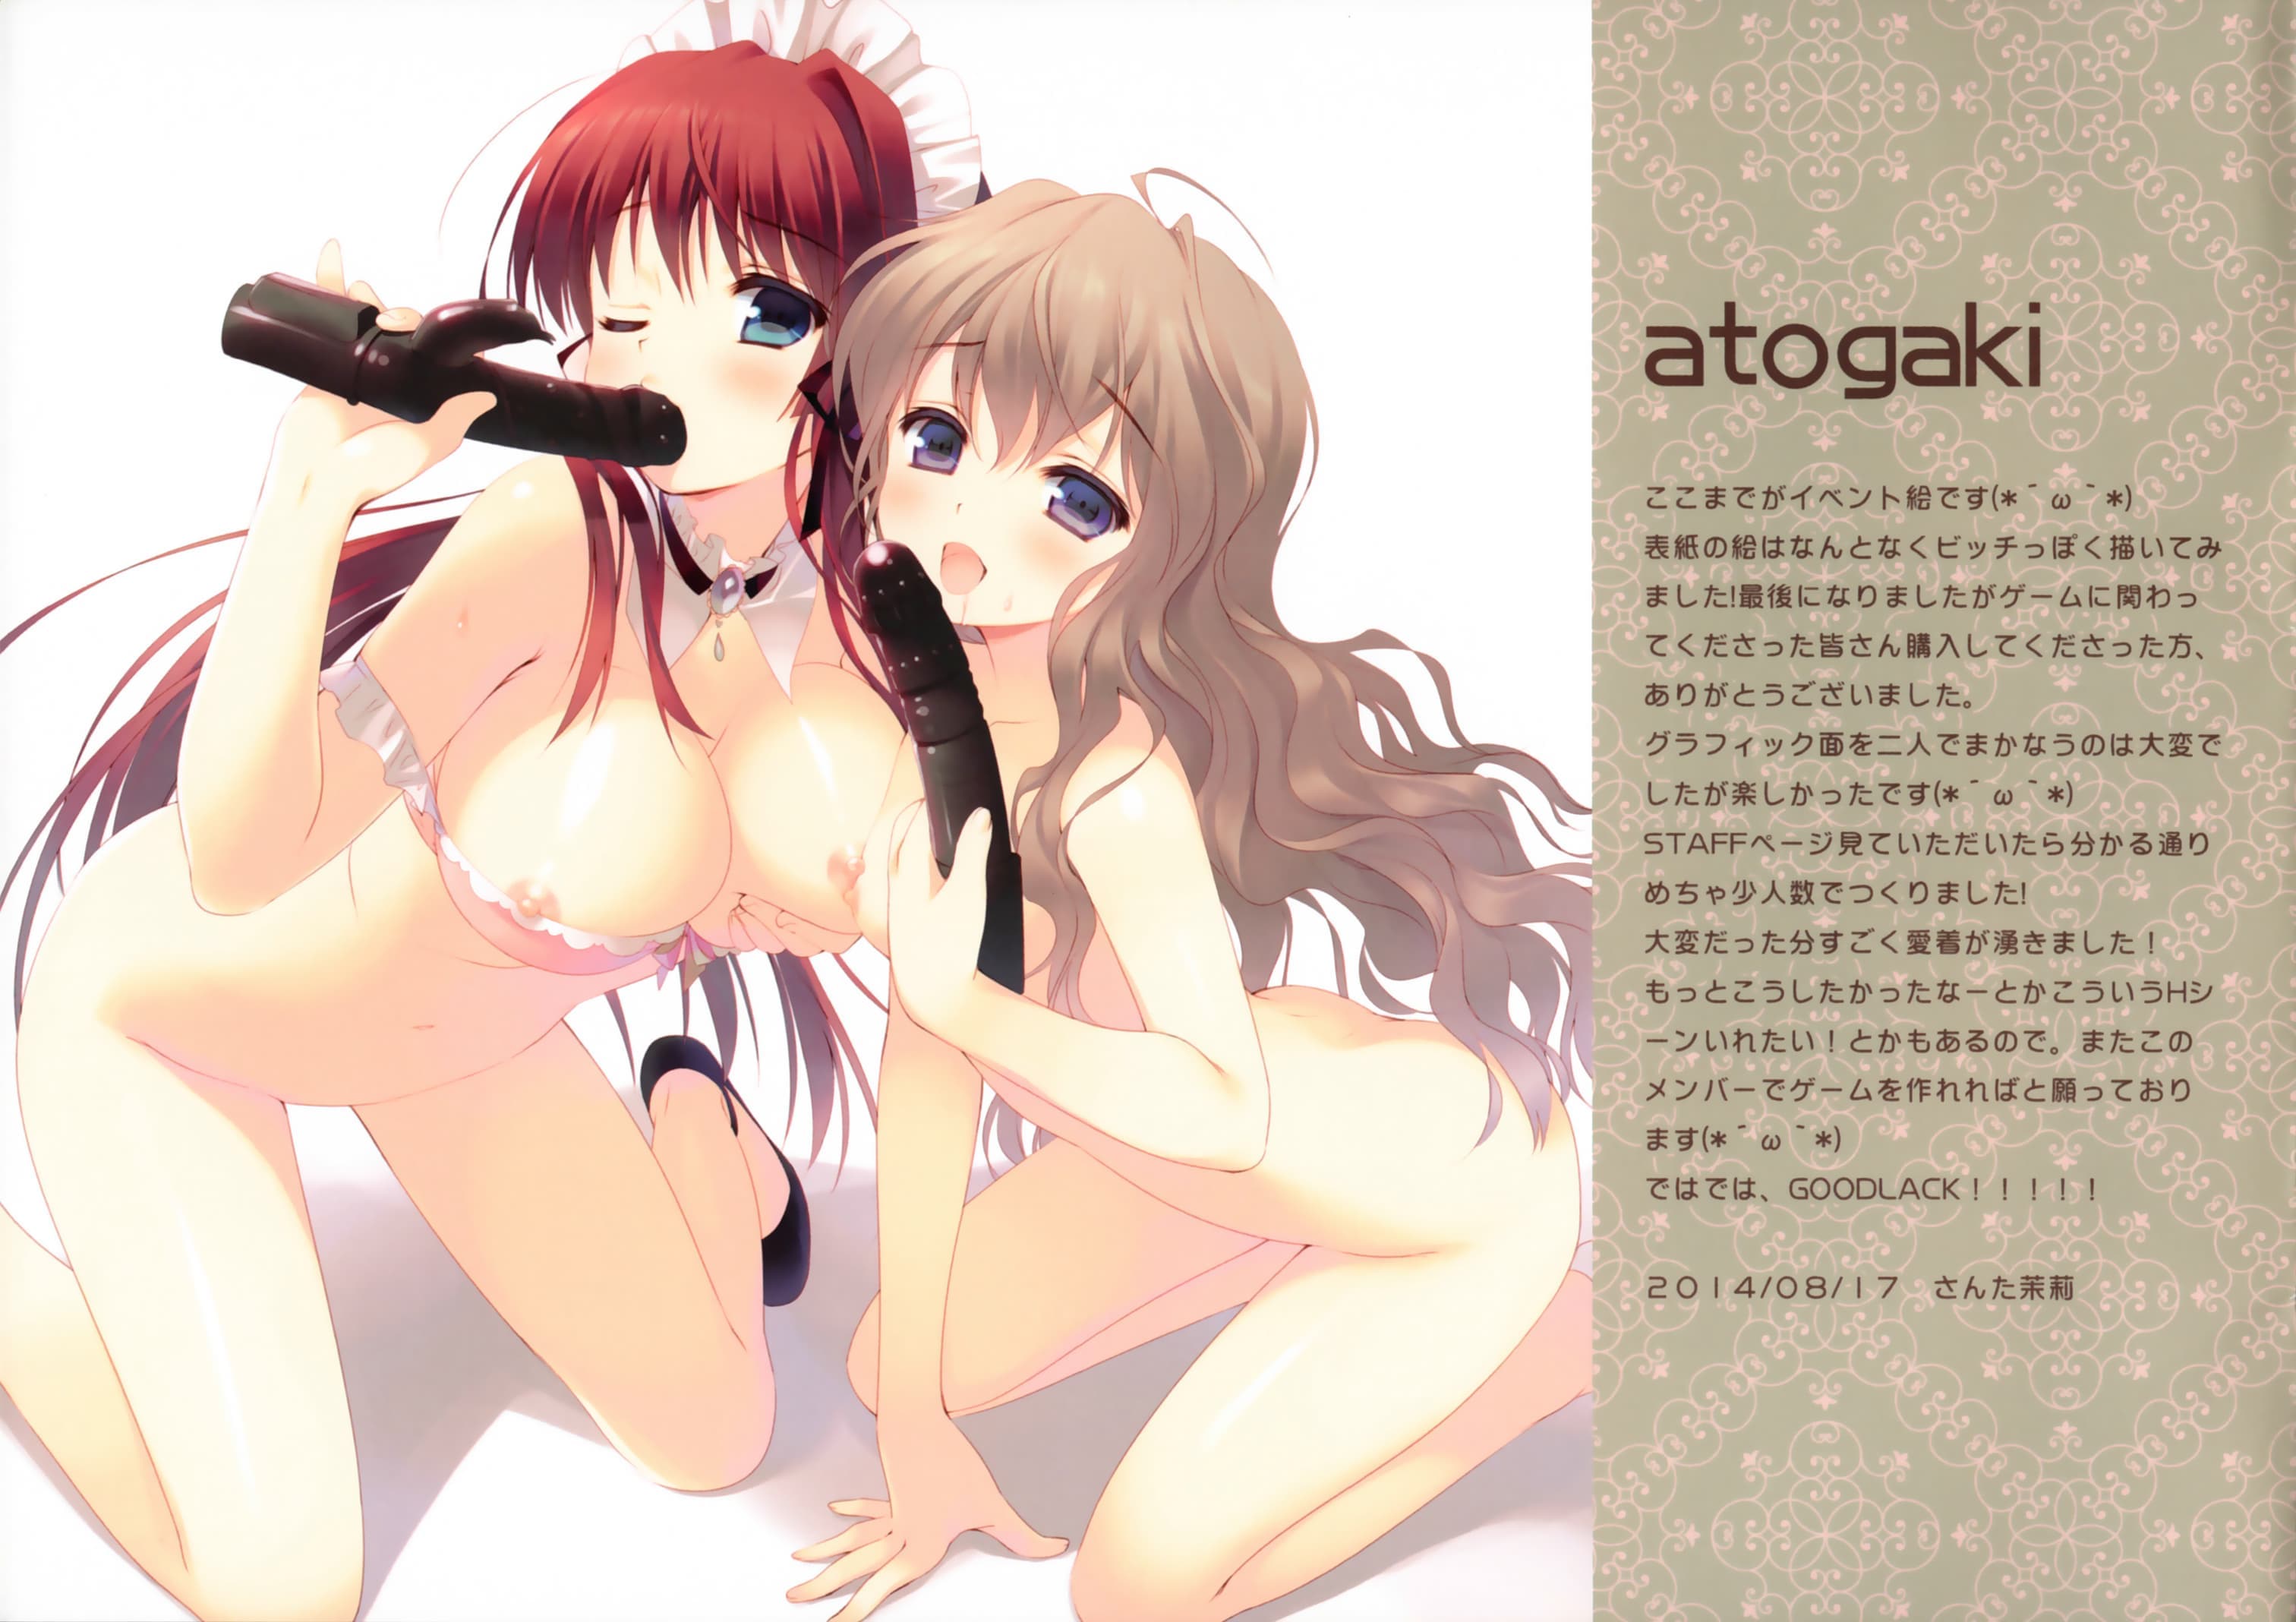 atogaki
ここまでがイベント絵です(*´ω｀*)
表紙の絵はなんとなくビッチっぽく描いてみ
ました!最後になりましたがゲームに関わっ
てくださった皆さん購入してくださった方、
ありがとうございました。
グラフィック面を二人でまかなうのは大変で
したが楽しかったです(*´ω｀*)
STAFFページ見ていただいたら分かる通り
めちゃ少人数でつくりました!
大変だった分すごく愛着が湧きました！
もっとこうしたかったなーとかこういうHシ
ーンいれたい！とかもあるので。またこの
メンバーでゲームを作れればと願っており
ます(*´ω｀*)
ではでは、GOODLACK！！！！！
２０１４/０８/１７　さんた茉莉